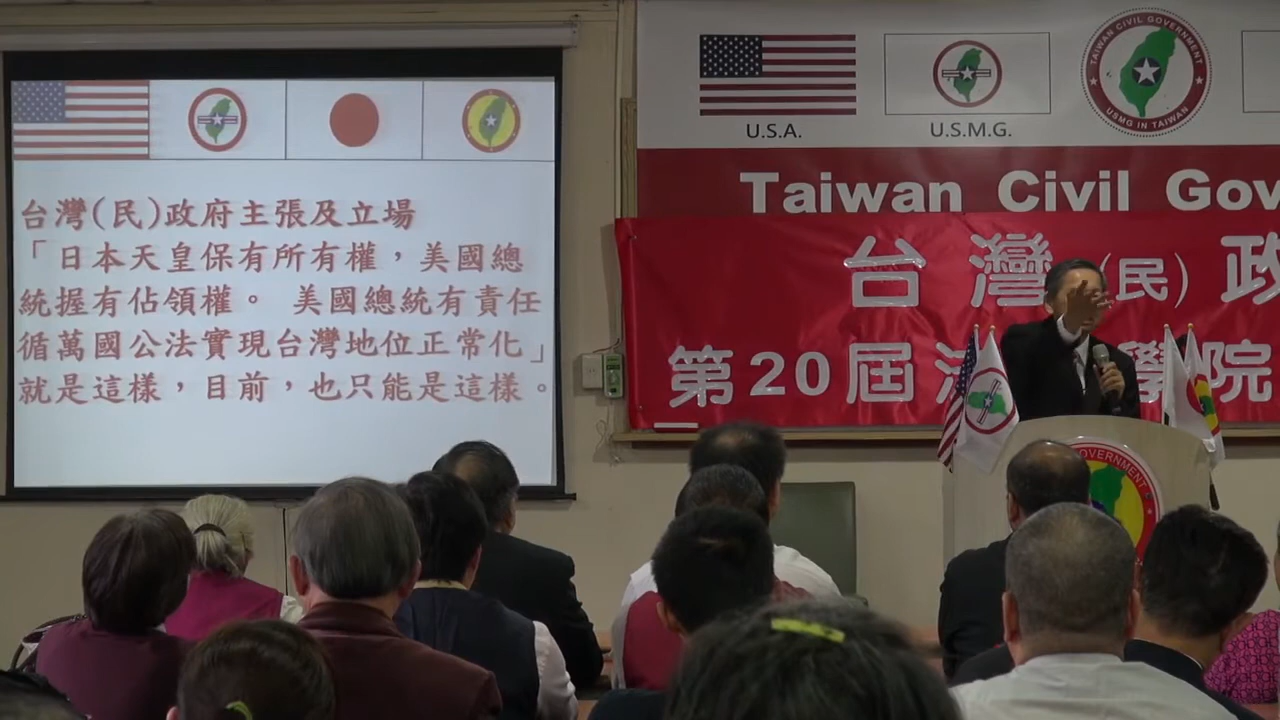 台灣(民)政府主張及立場
「日本天皇保有所有權，美國總
統握有佔領權。 美國總統有責任
循萬國公法實現台灣地位正常化」
就是這樣，目前，也只能是這樣。
U.S.A.
U.S.M.G.
TAIWAN CIVIL GOVERNMENT
USMG IN TAIWAN
Taiwan Civil Gov
台灣(民)政
第20屆法 學院
GOVERNMENT